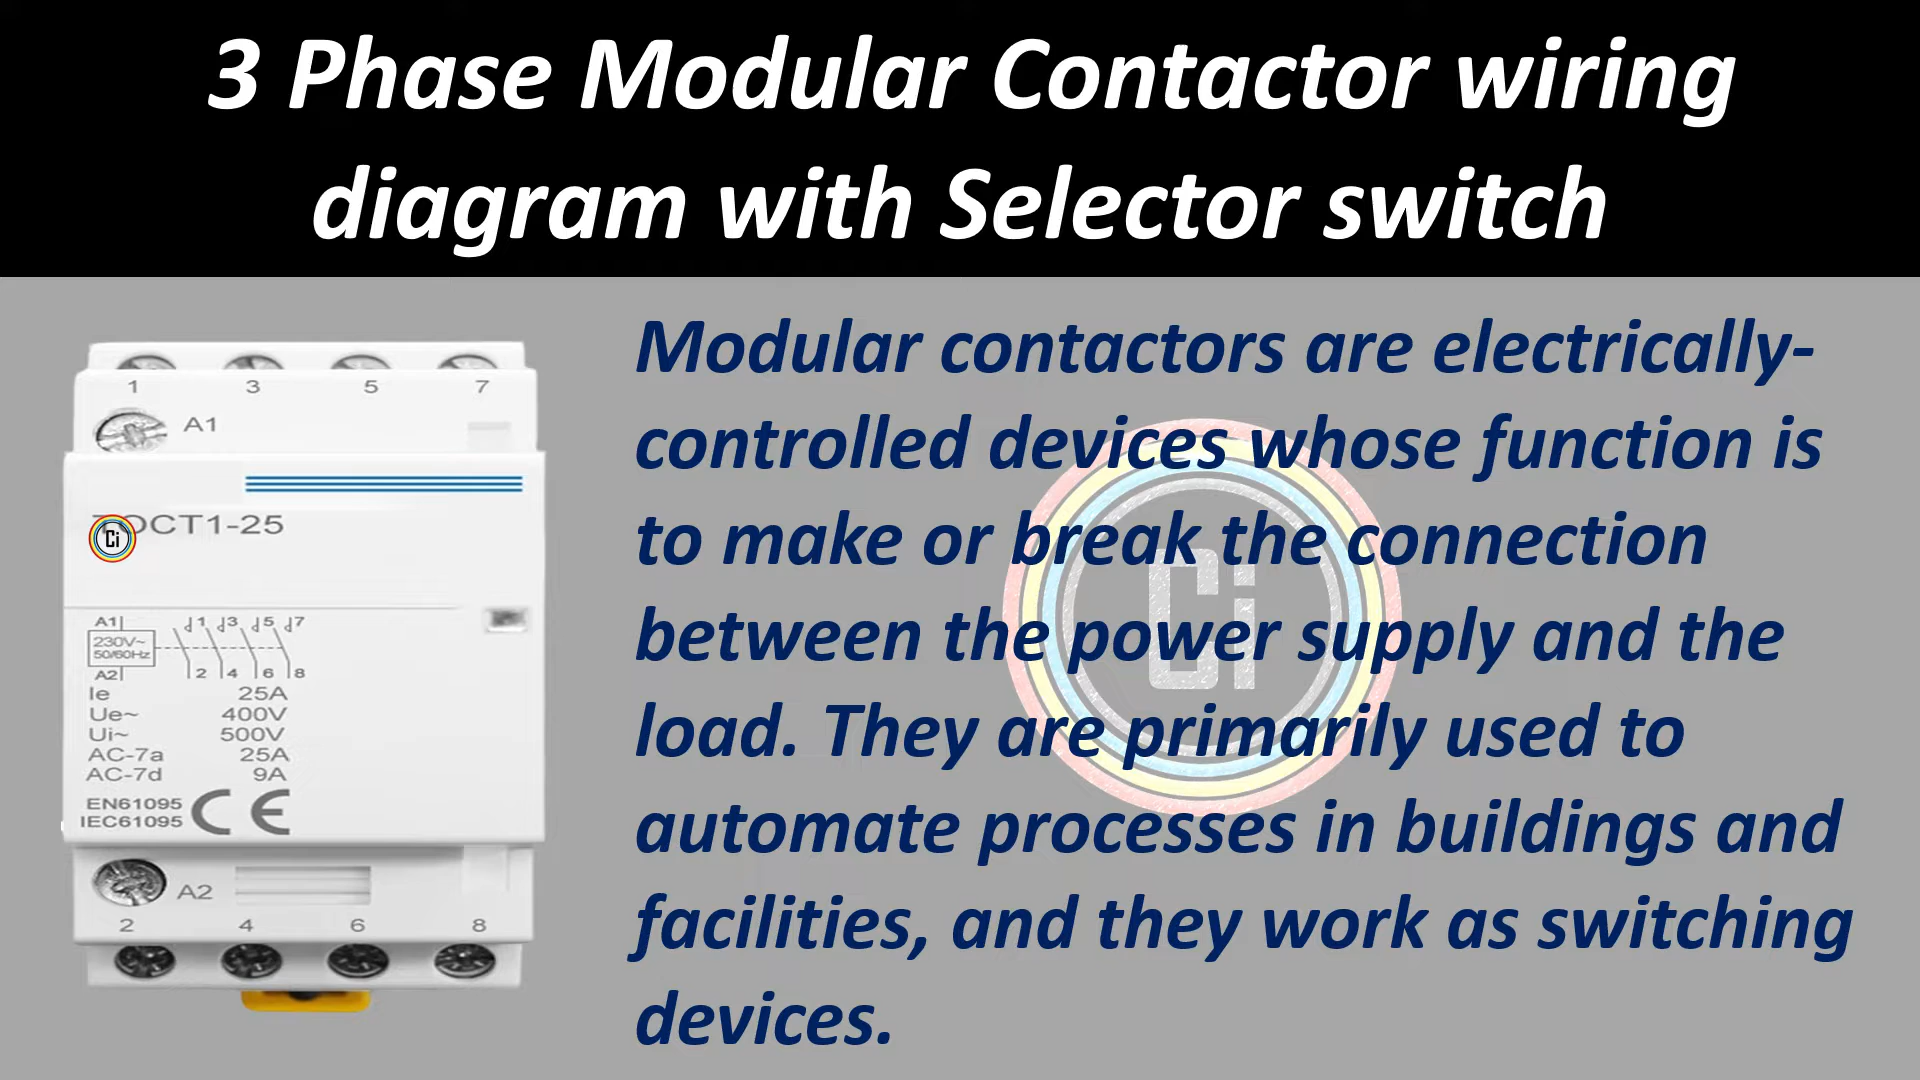 3 Phase Modular Contactor wiring
diagram with Selector switch
Modular contactors are electrically-
controlled devices whose function is
to make or break the connection
between the power supply and the
load. They are primarily used to
automate processes in buildings and
facilities, and they work as switching
devices.
Ci
1 3 5 7
A1
OCT1-25
Ci
A1 1 3 5 7
230V~
50/60Hz
A2 2 4 6 8
Ie 25A
Ue~ 400V
Ui~ 500V
AC-7a 25A
AC-7d 9A
EN61095
IEC61095 CE
A2
2 4 6 8